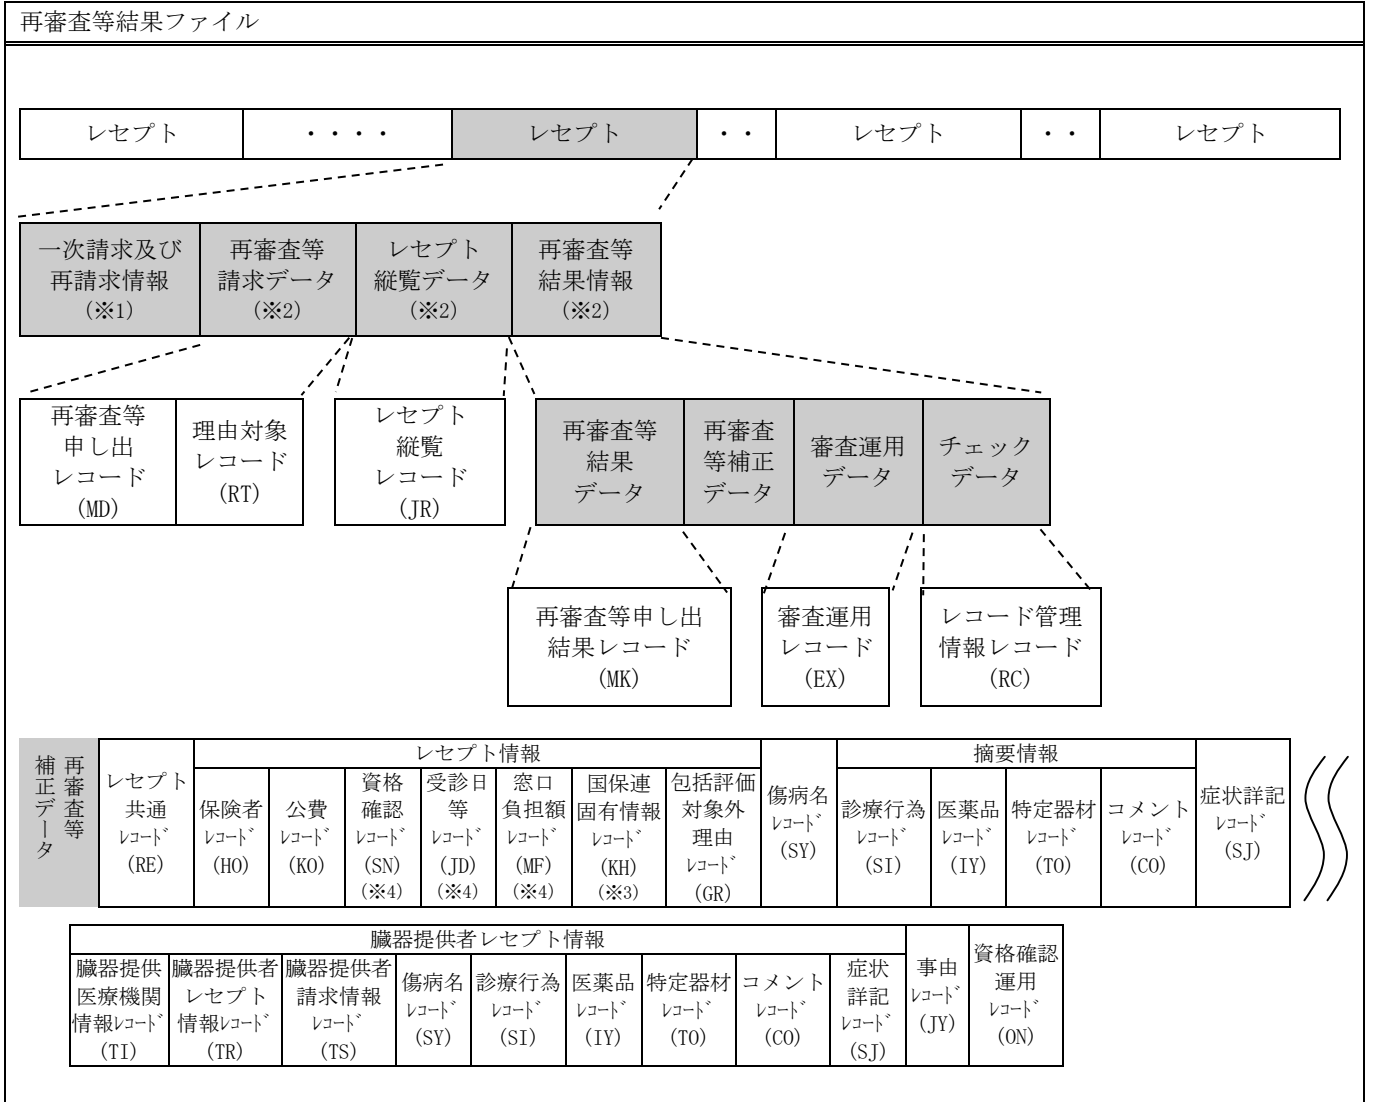 再審査等結果ファイル
レセプト
・・・・
レセプト
・・
レセプト
・・
レセプト
一次請求及び
再請求情報
(※1)
再審査等
請求データ
(※2)
レセプト
縦覧データ
(※2)
再審査等
結果情報
(※2)
再審査等
申し出
レコード
(MD)
理由対象
レコード
(RT)
レセプト
縦覧
レコード
(JR)
再審査等
結果
データ
再審査
等補正
データ
審査運用
データ
チェック
データ
再審査等申し出
結果レコード
(MK)
審査運用
レコード
(EX)
レコード管理
情報レコード
(RC)
再審査等
補正データ
レセプト
共通
ﾚｺｰﾄﾞ
(RE)
レセプト情報
保険者
ﾚｺｰﾄﾞ
(HO)
公費
ﾚｺｰﾄﾞ
(KO)
資格
確認
ﾚｺｰﾄﾞ
(SN)
(※4)
受診日
等
ﾚｺｰﾄﾞ
(JD)
(※4)
窓口
負担額
ﾚｺｰﾄﾞ
(MF)
(※4)
国保連
固有情報
ﾚｺｰﾄﾞ
(KH)
(※3)
包括評価
対象外
理由
ﾚｺｰﾄﾞ
(GR)
傷病名
ﾚｺｰﾄﾞ
(SY)
摘要情報
診療行為
ﾚｺｰﾄﾞ
(SI)
医薬品
ﾚｺｰﾄﾞ
(IY)
特定器材
ﾚｺｰﾄﾞ
(TO)
コメント
ﾚｺｰﾄﾞ
(CO)
症状詳記
ﾚｺｰﾄﾞ
(SJ)
臓器提供者レセプト情報
臓器提供
医療機関
情報ﾚｺｰﾄﾞ
(TI)
臓器提供者
レセプト
情報ﾚｺｰﾄﾞ
(TR)
臓器提供者
請求情報
ﾚｺｰﾄﾞ
(TS)
傷病名
ﾚｺｰﾄﾞ
(SY)
診療行為
ﾚｺｰﾄﾞ
(SI)
医薬品
ﾚｺｰﾄﾞ
(IY)
特定器材
ﾚｺｰﾄﾞ
(TO)
コメント
ﾚｺｰﾄﾞ
(CO)
症状
詳記
ﾚｺｰﾄﾞ
(SJ)
事由
ﾚｺｰﾄﾞ
(JY)
資格確認
運用
ﾚｺｰﾄﾞ
(ON)